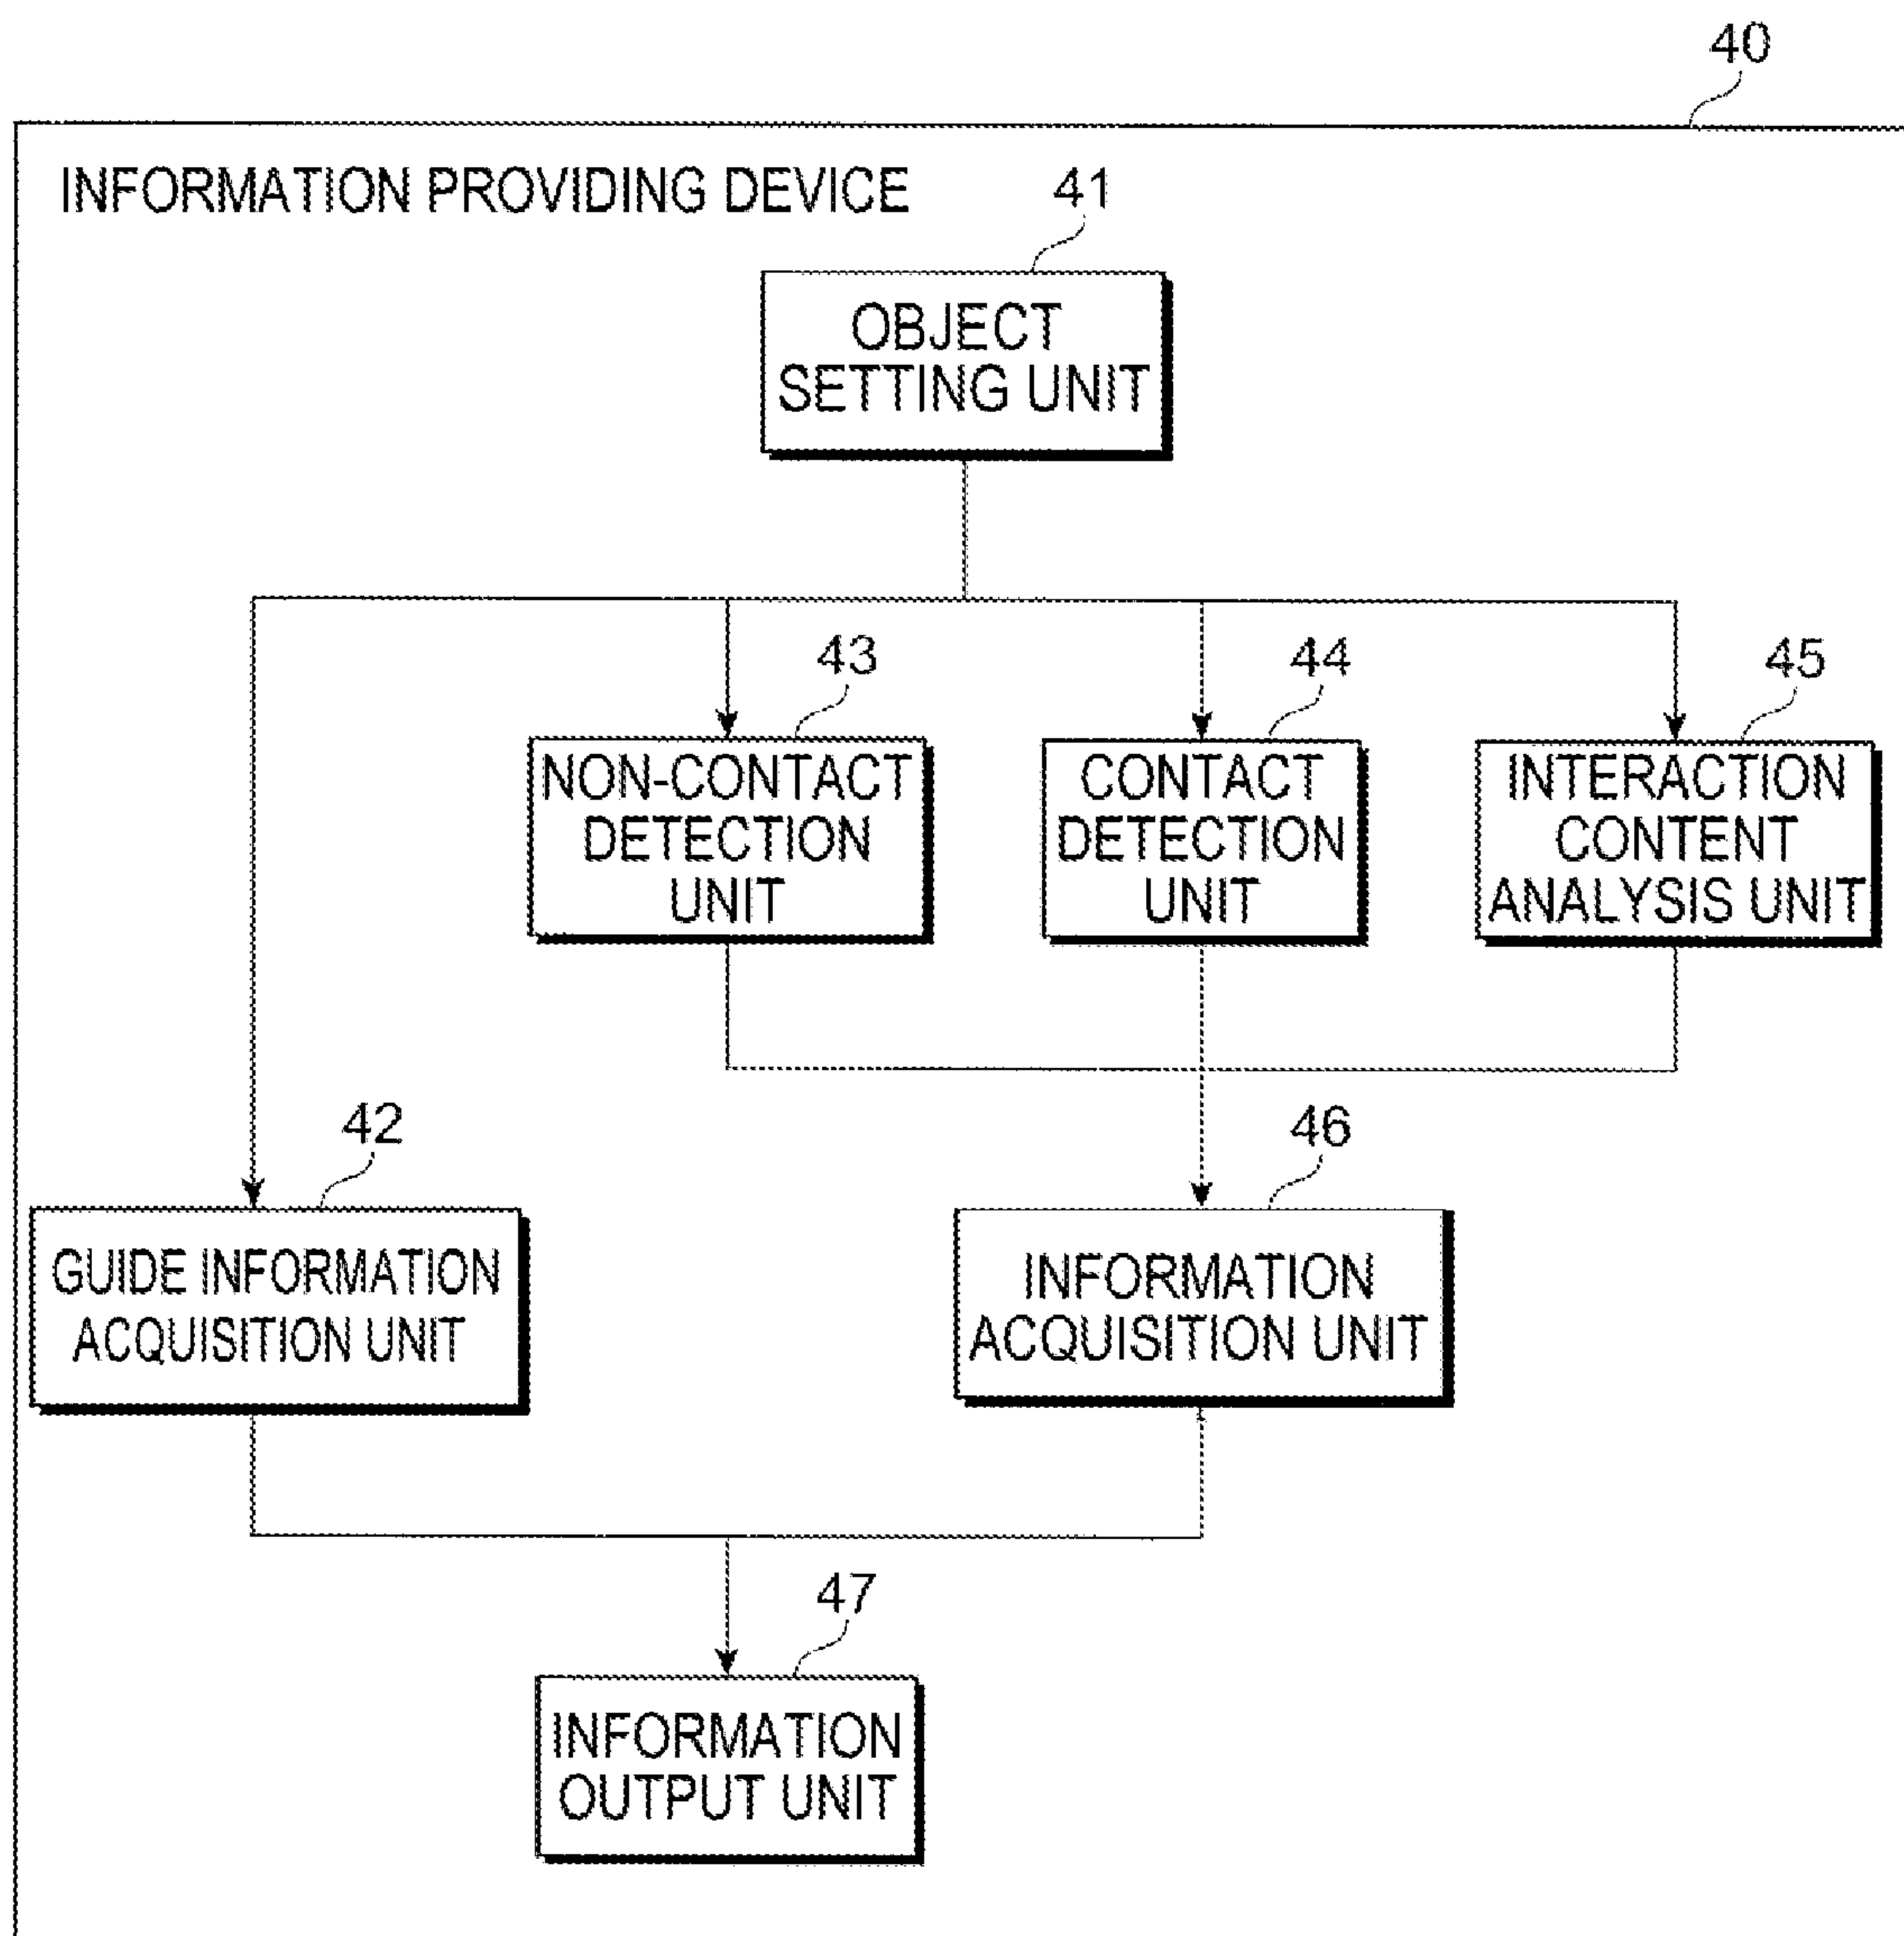 40
INFORMATION PROVIDING DEVICE
41
OBJECT
SETTING UNIT
43
NON-CONTACT
DETECTION
UNIT
44
CONTACT
DETECTION
UNIT
45
INTERACTION
CONTENT
ANALYSIS UNIT
42
GUIDE INFORMATION
ACQUISITION UNIT
46
INFORMATION
ACQUISITION UNIT
47
INFORMATION
OUTPUT UNIT